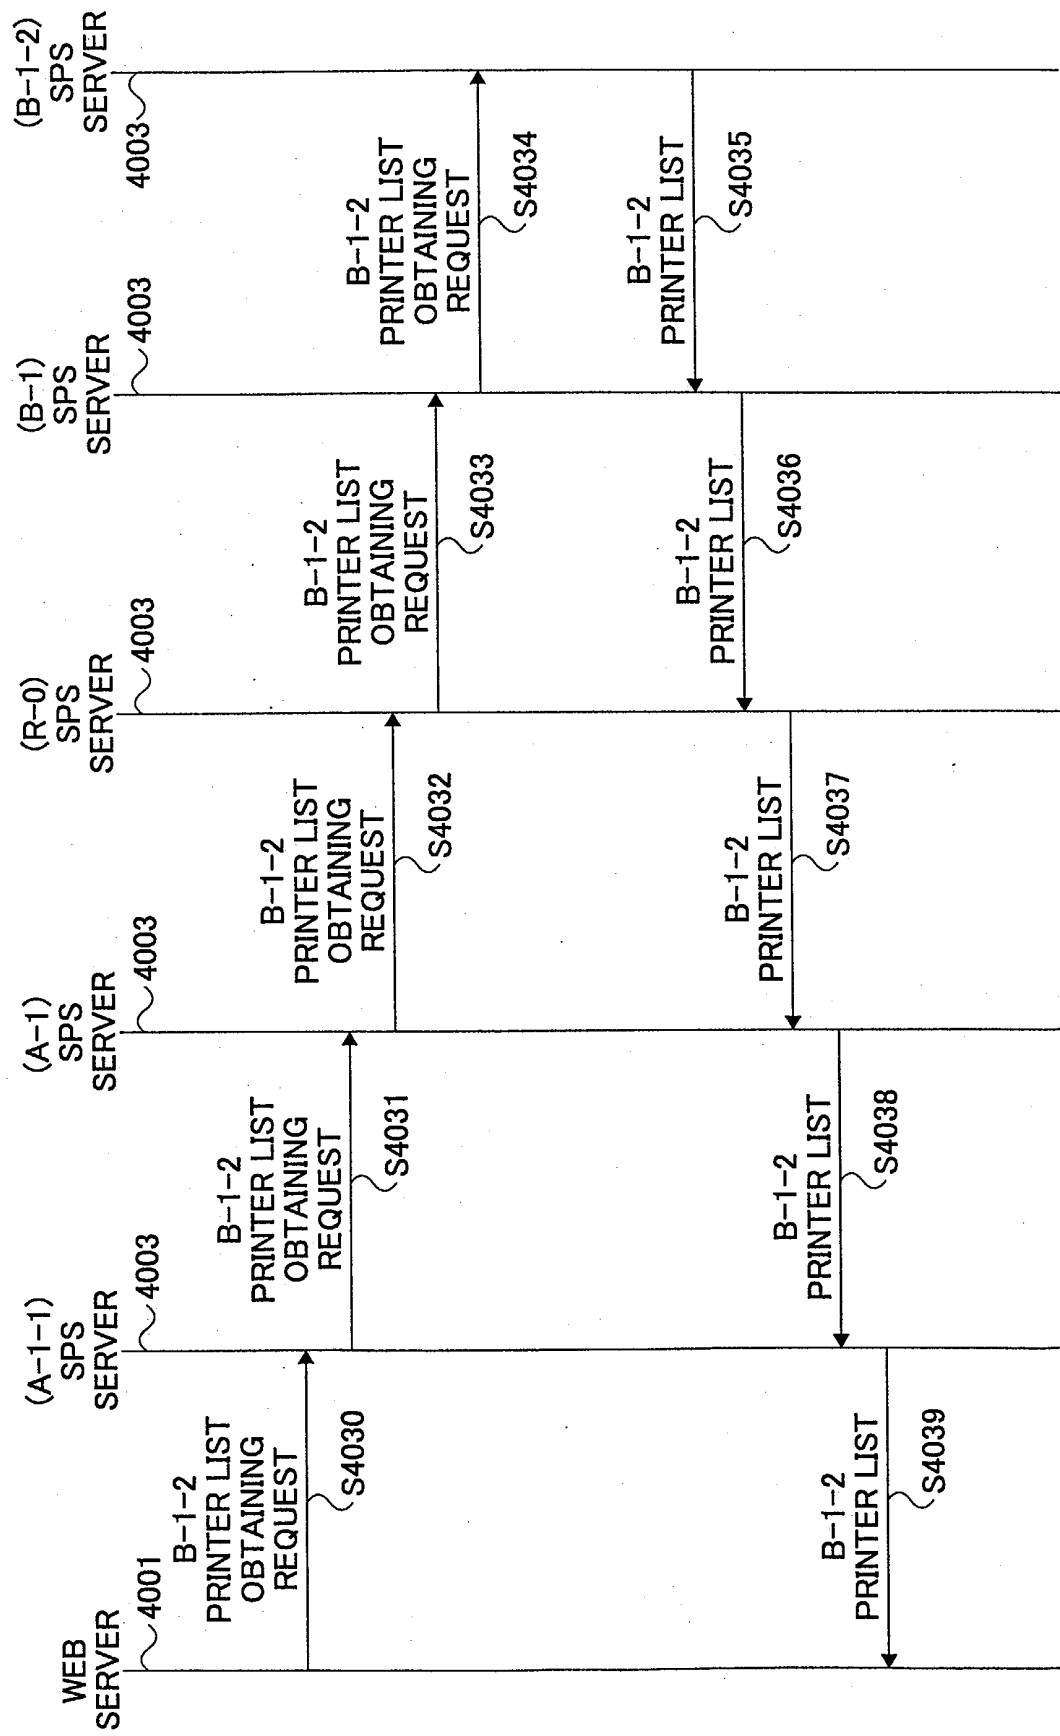 WEB
SERVER
4001
(A-1-1)
SPS
SERVER
4003
(A-1)
SPS
SERVER
4003
(R-0)
SPS
SERVER
4003
(B-1)
SPS
SERVER
4003
(B-1-2)
SPS
SERVER
4003
B-1-2
PRINTER LIST
OBTAINING
REQUEST
S4030
B-1-2
PRINTER LIST
OBTAINING
REQUEST
S4031
B-1-2
PRINTER LIST
OBTAINING
REQUEST
S4032
B-1-2
PRINTER LIST
OBTAINING
REQUEST
S4033
B-1-2
PRINTER LIST
OBTAINING
REQUEST
S4034
B-1-2
PRINTER LIST
S4035
B-1-2
PRINTER LIST
S4036
B-1-2
PRINTER LIST
S4037
B-1-2
PRINTER LIST
S4038
B-1-2
PRINTER LIST
S4039